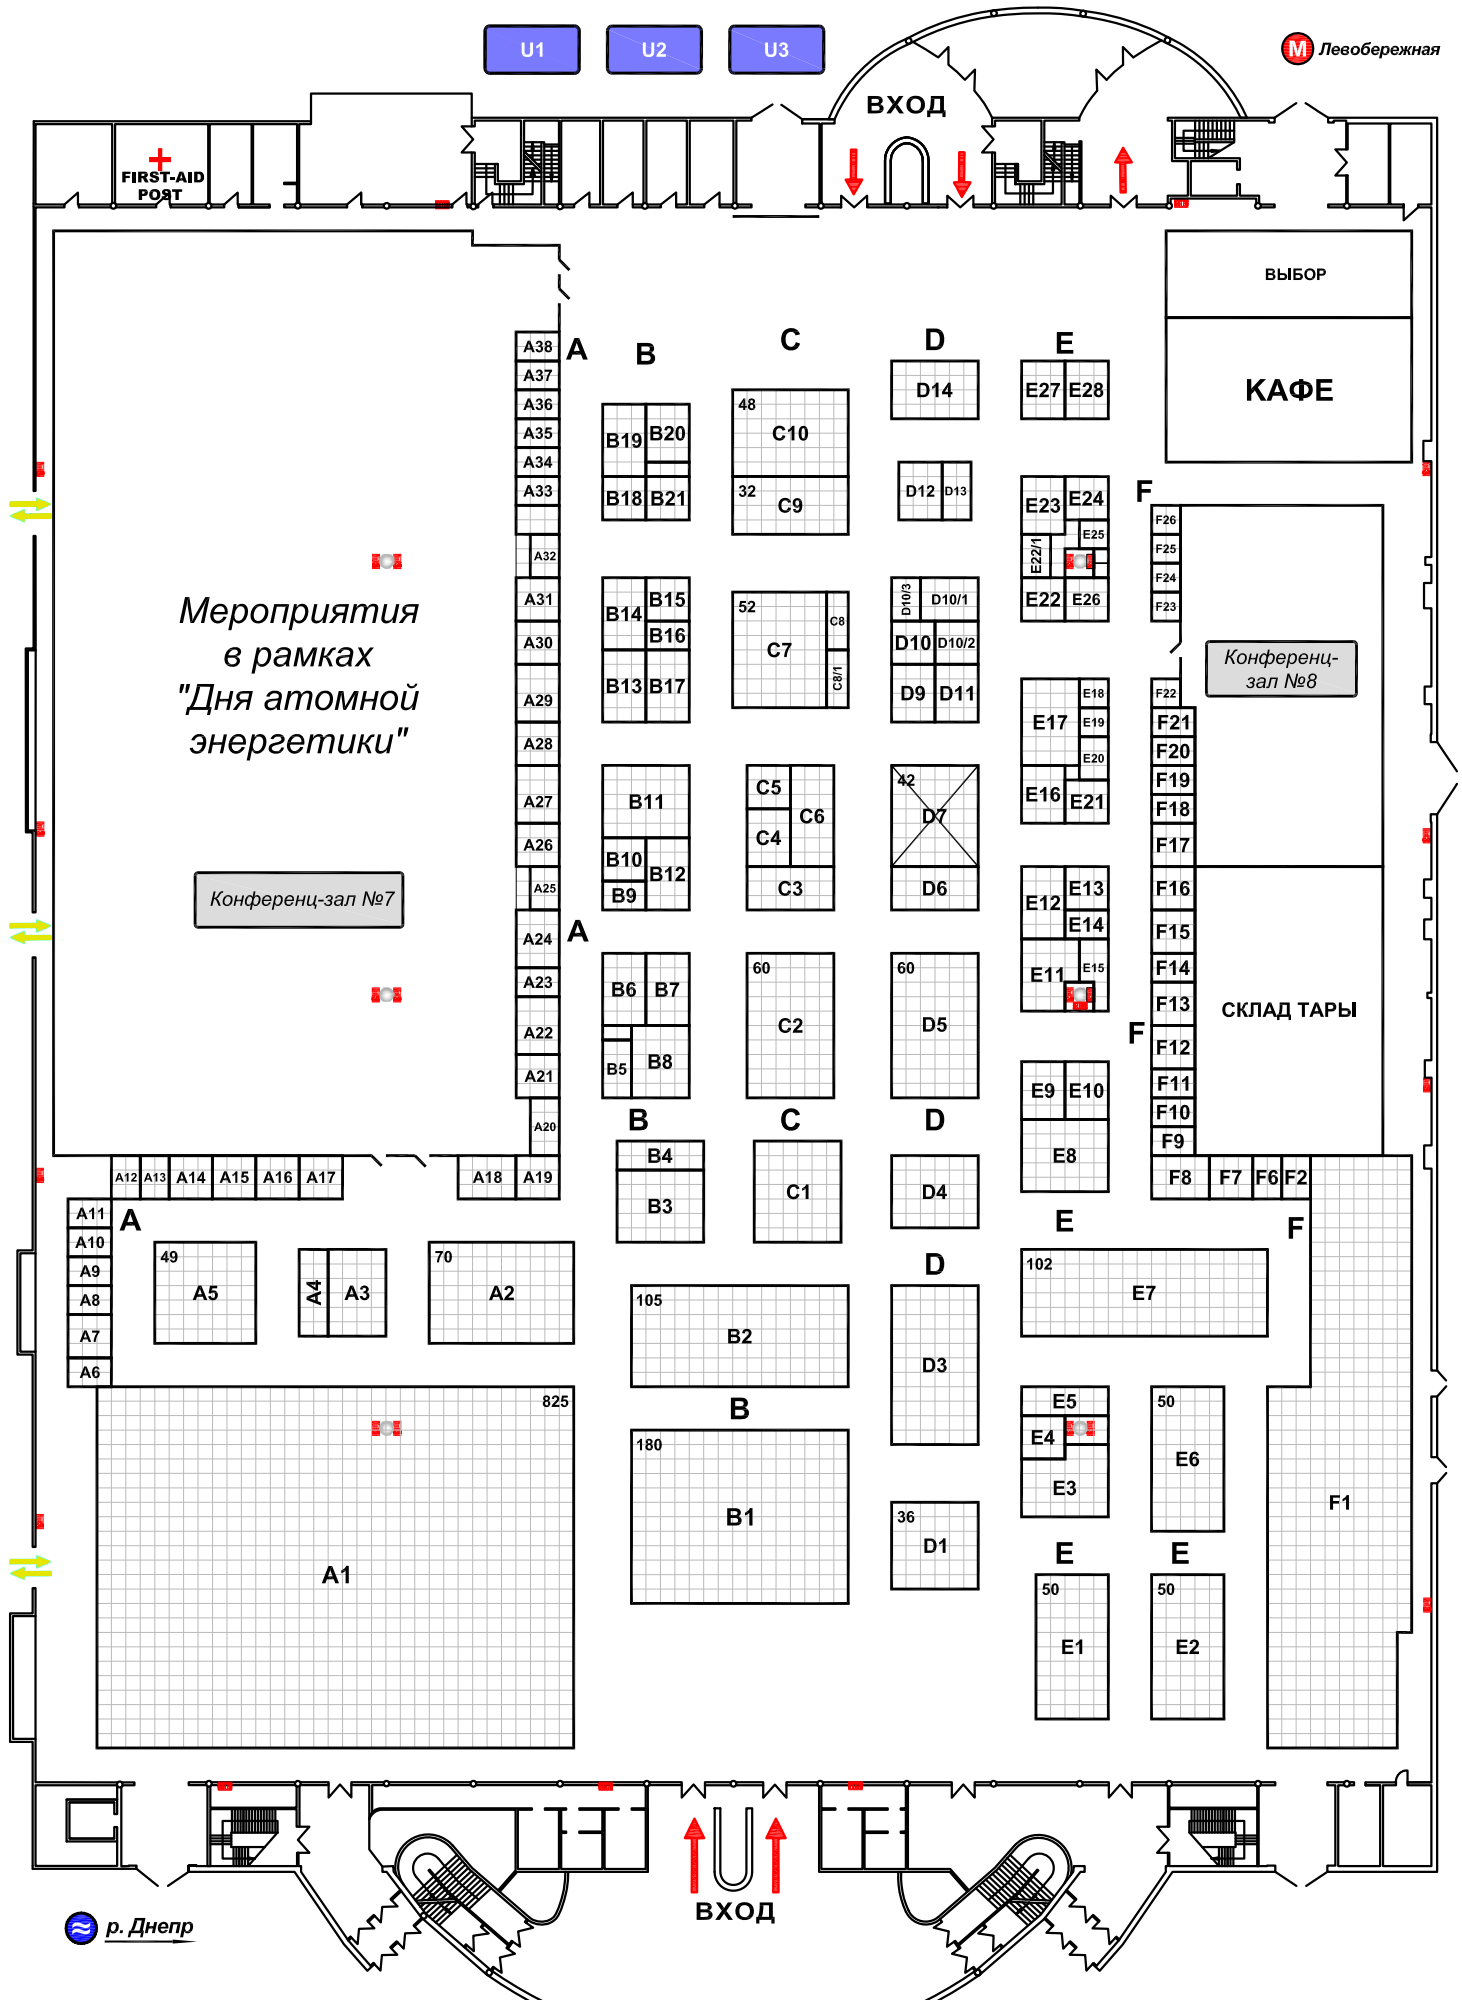 U1 U2 U3
М Левобережная
ВХОД
FIRST-AID
POST
ВЫБОР
КАФЕ
A B C D E
A38
A37
A36
A35
A34
A33
A32
A31
A30
A29
A28
A27
A26
A25
A
A24
A23
A22
A21
A20
Мероприятия
в рамках
"Дня атомной
энергетики"
Конференц-зал №7
B19 B20
B18 B21
B14 B15
B16
B13 B17
B11
B10 B12
B9
B6 B7
B5 B8
48
C10
32
C9
52
C7 C8
C8/1
C5 C6
C4
C3
60
C2
D14
D12 D13
D10/3 D10/1
D10 D10/2
D9 D11
42
D7
D6
60
D5
E27 E28
E23 E24
E25
E22/1
E22 E26
E17 E18
E19
E20
E16 E21
E12 E13
E14
E11 E15
E9 E10
E8
F
F26
F25
F24
F23
F22
F21
F20
F19
F18
F17
F16
F15
F14
F13
F
F12
F11
F10
F9
F8 F7 F6 F2
Конференц-
зал №8
СКЛАД ТАРЫ
B C D
B4
B3
C1
D4
A12 A13 A14 A15 A16 A17 A18 A19
A11
A
A10
A9
A8
A7
A6
49
A5
A4 A3
70
A2
D
E
F
105
B2
D3
102
E7
825
A1
B
180
B1
36
D1
E5
E4
E3
50
E6
F1
E E
50
E1
50
E2
ВХОД
р. Днепр